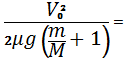 V₀² / 2μg(m/M + 1) =